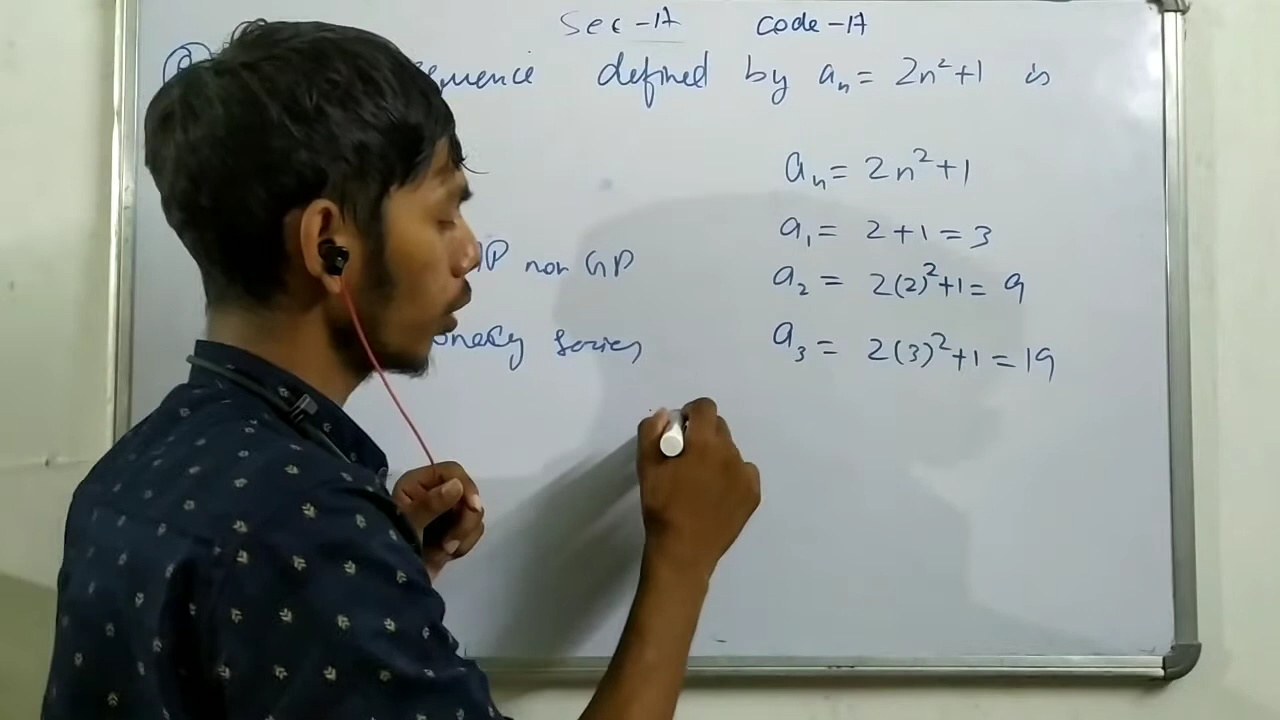 Sec-17 code-17
defined by aₙ = 2n²+1 is
aₙ = 2n²+1
a₁ = 2+1 = 3
a₂ = 2(2)²+1 = 9
nor GP
a₃ = 2(3)²+1 = 19
series